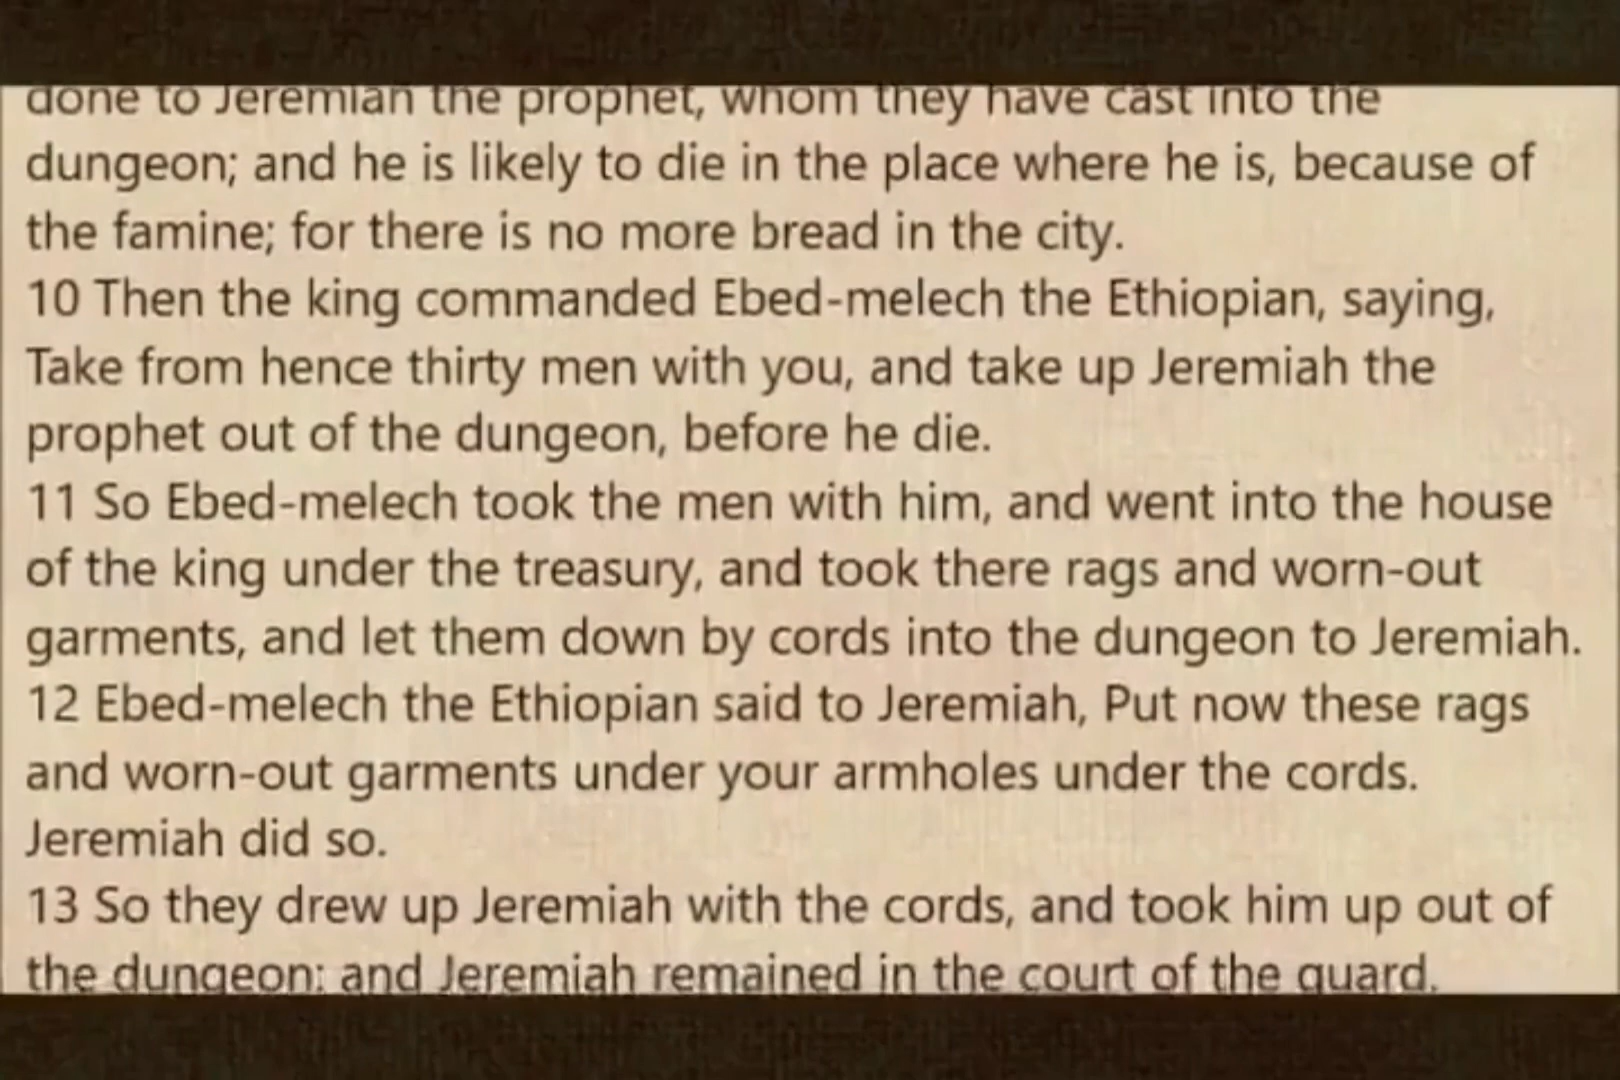 done to Jeremiah the prophet, whom they have cast into the
dungeon; and he is likely to die in the place where he is, because of
the famine; for there is no more bread in the city.
10 Then the king commanded Ebed-melech the Ethiopian, saying,
Take from hence thirty men with you, and take up Jeremiah the
prophet out of the dungeon, before he die.
11 So Ebed-melech took the men with him, and went into the house
of the king under the treasury, and took there rags and worn-out
garments, and let them down by cords into the dungeon to Jeremiah.
12 Ebed-melech the Ethiopian said to Jeremiah, Put now these rags
and worn-out garments under your armholes under the cords.
Jeremiah did so.
13 So they drew up Jeremiah with the cords, and took him up out of
the dungeon: and Jeremiah remained in the court of the guard.